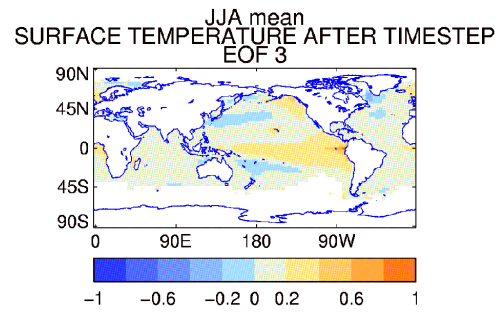 JJA mean
SURFACE TEMPERATURE AFTER TIMESTEP
EOF 3
90N
45N
0
45S
90S
0 90E 180 90W
−1 −0.6 −0.2 0 0.2 0.6 1